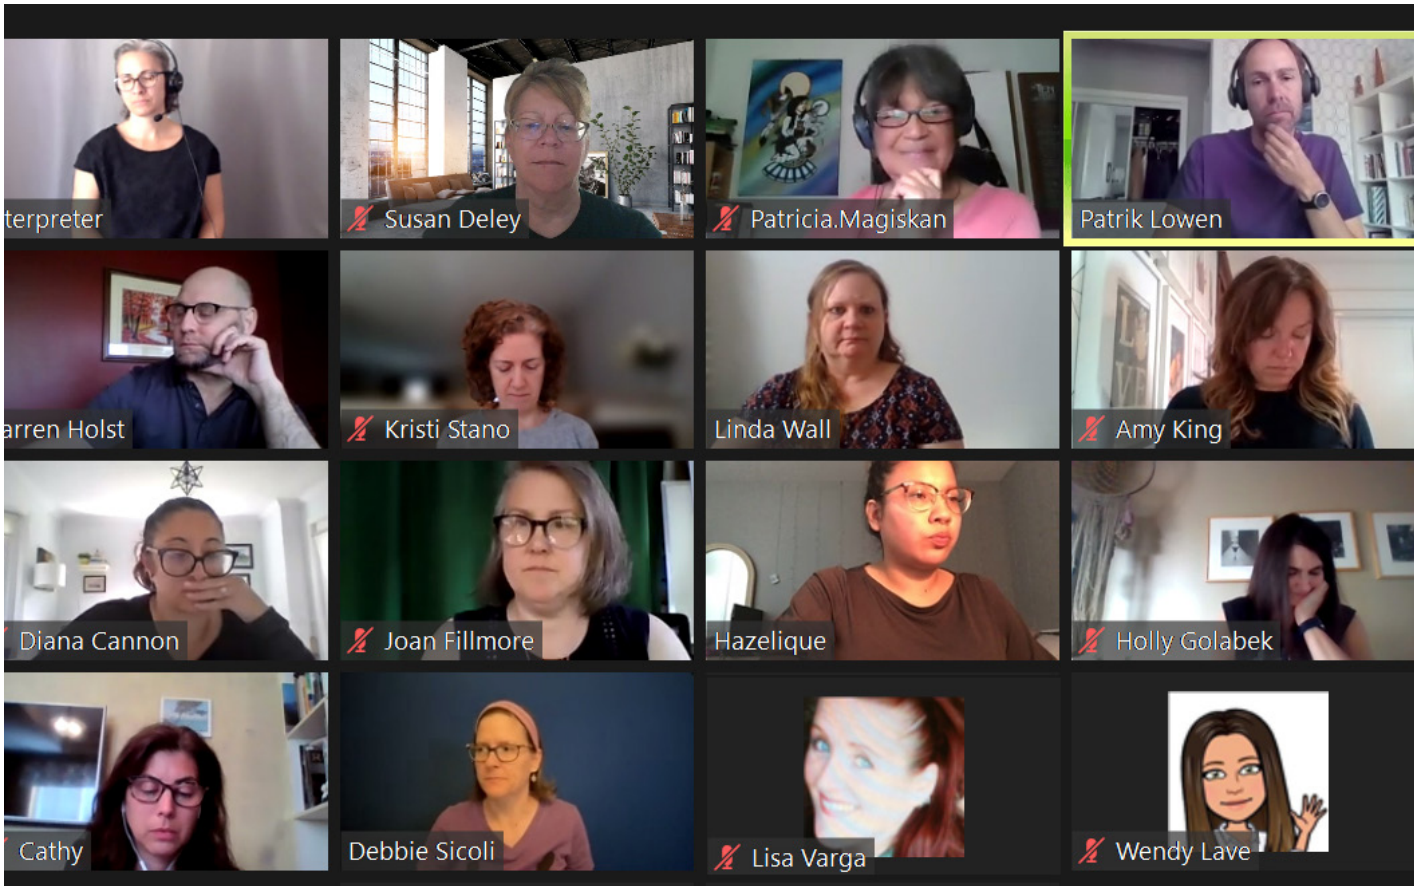 terpreter
Susan Deley
Patricia.Magiskan
Patrik Lowen
arren Holst
Kristi Stano
Linda Wall
Amy King
Diana Cannon
Joan Fillmore
Hazelique
Holly Golabek
Cathy
Debbie Sicoli
Lisa Varga
Wendy Lave
LOVE